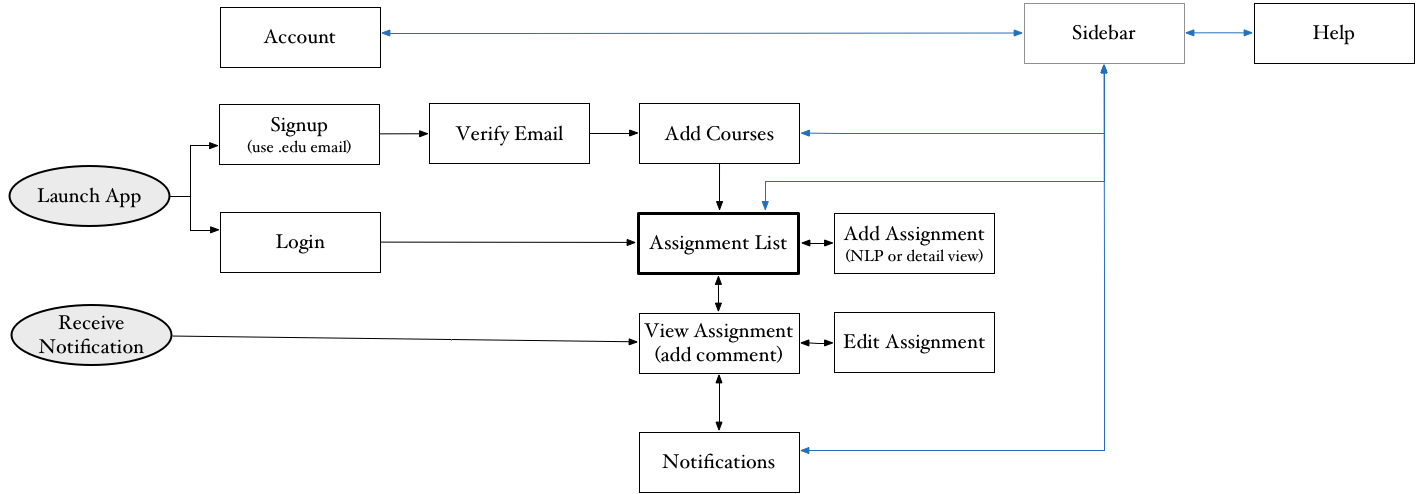 Account
Sidebar
Help
Signup
(use .edu email)
Verify Email
Add Courses
Launch App
Login
Assignment List
Add Assignment
(NLP or detail view)
Receive
Notification
View Assignment
(add comment)
Edit Assignment
Notifications